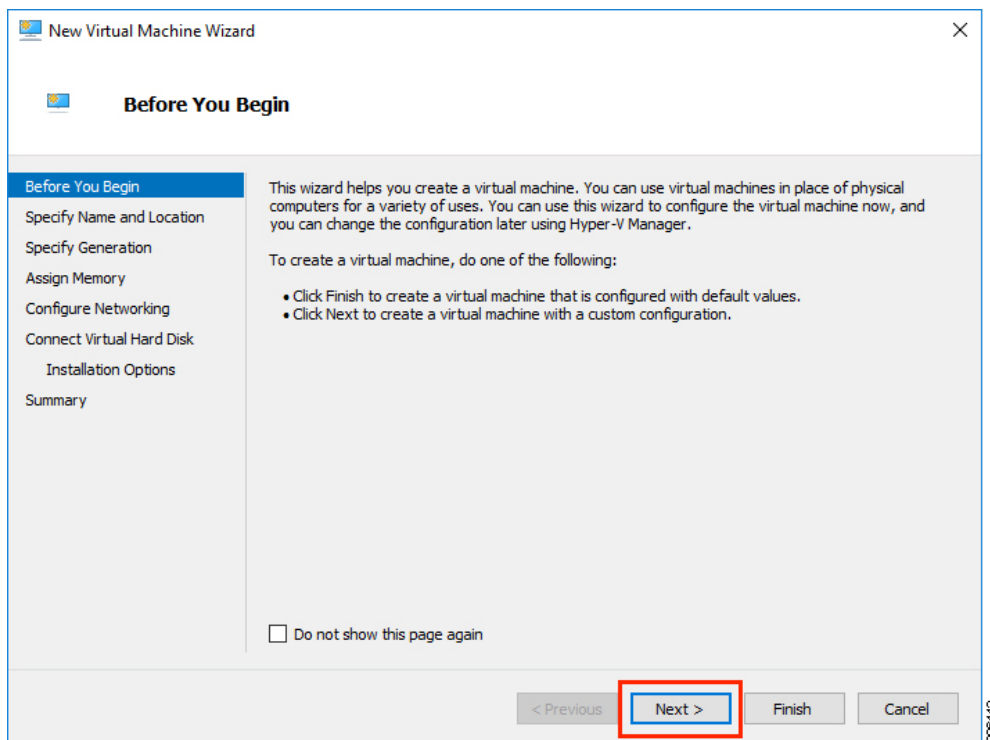 New Virtual Machine Wizard
Before You Begin
Before You Begin
Specify Name and Location
Specify Generation
Assign Memory
Configure Networking
Connect Virtual Hard Disk
Installation Options
Summary
This wizard helps you create a virtual machine. You can use virtual machines in place of physical
computers for a variety of uses. You can use this wizard to configure the virtual machine now, and
you can change the configuration later using Hyper-V Manager.
To create a virtual machine, do one of the following:
• Click Finish to create a virtual machine that is configured with default values.
• Click Next to create a virtual machine with a custom configuration.
Do not show this page again
< Previous
Next >
Finish
Cancel